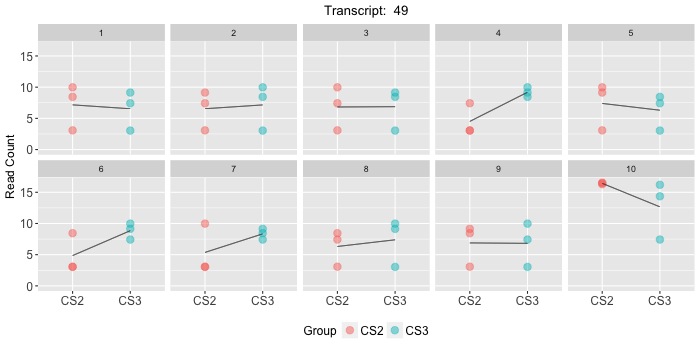 Transcript:  49
1 2 3 4 5
15
10
5
0
6 7 8 9 10
15
10
5
0
Read Count
CS2 CS3 CS2 CS3 CS2 CS3 CS2 CS3 CS2 CS3
Group CS2 CS3